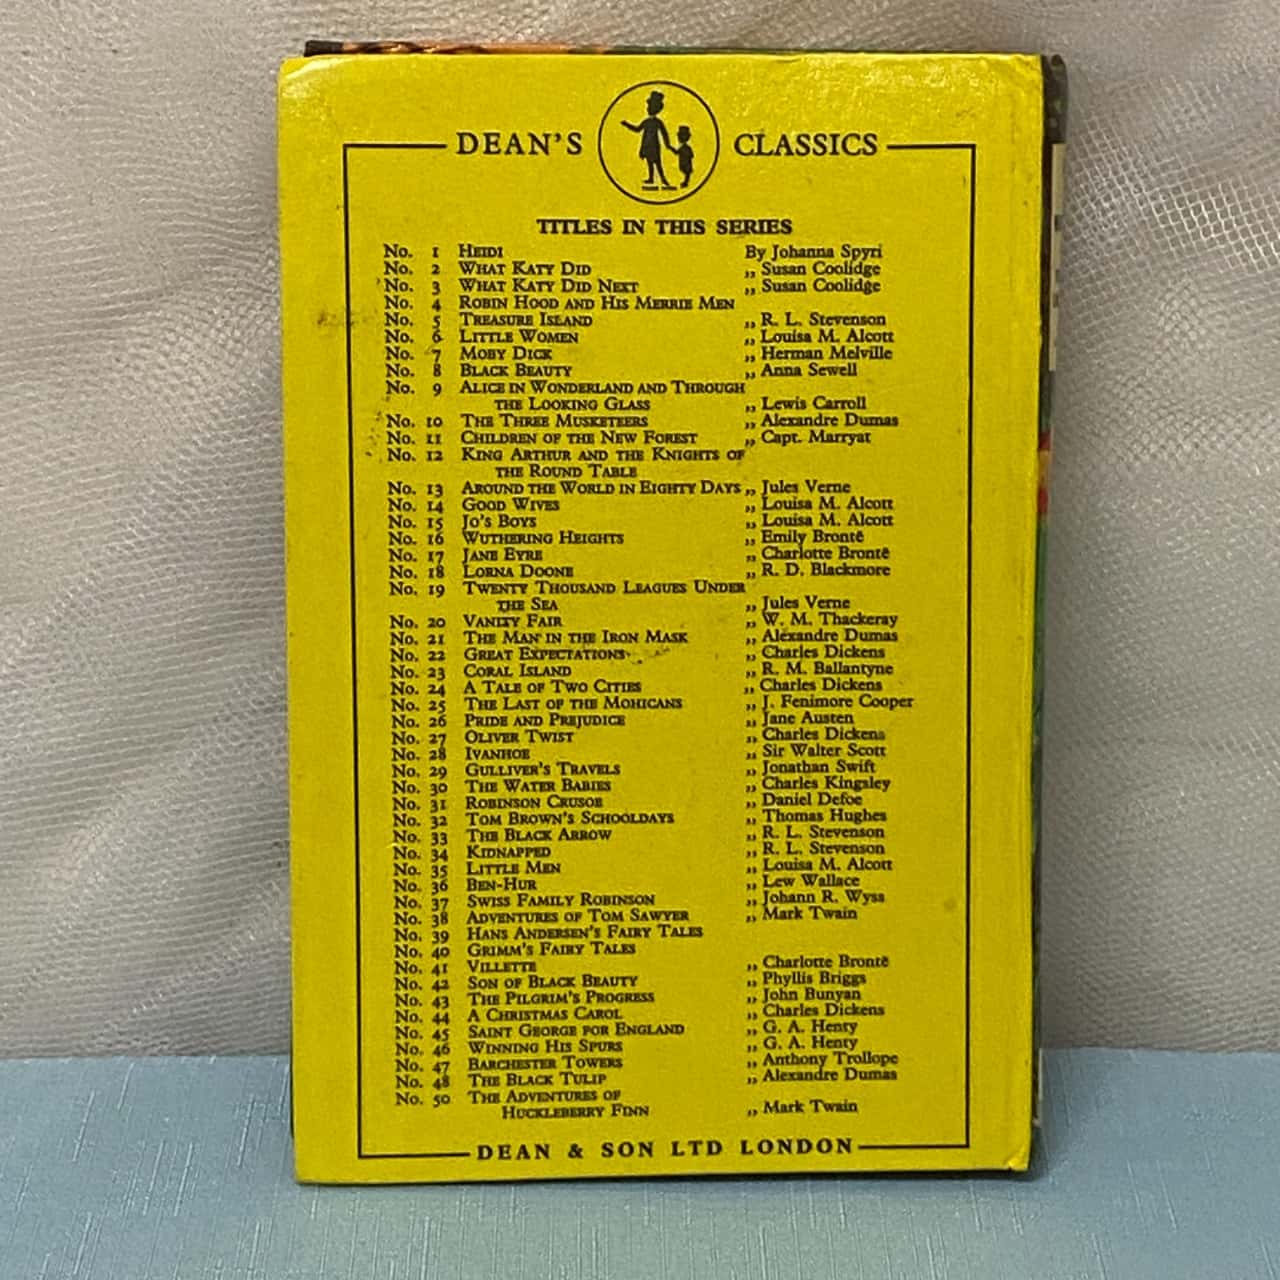 DEAN'S CLASSICS
TITLES IN THIS SERIES
No. 1 HEIDI By Johanna Spyri
No. 2 WHAT KATY DID ,, Susan Coolidge
No. 3 WHAT KATY DID NEXT ,, Susan Coolidge
No. 4 ROBIN HOOD AND HIS MERRIE MEN
No. 5 TREASURE ISLAND ,, R. L. Stevenson
No. 6 LITTLE WOMEN ,, Louisa M. Alcott
No. 7 MOBY DICK ,, Herman Melville
No. 8 BLACK BEAUTY ,, Anna Sewell
No. 9 ALICE IN WONDERLAND AND THROUGH
THE LOOKING GLASS ,, Lewis Carroll
No. 10 THE THREE MUSKETEERS ,, Alexandre Dumas
No. 11 CHILDREN OF THE NEW FOREST ,, Capt. Marryat
No. 12 KING ARTHUR AND THE KNIGHTS OF
THE ROUND TABLE
No. 13 AROUND THE WORLD IN EIGHTY DAYS ,, Jules Verne
No. 14 GOOD WIVES ,, Louisa M. Alcott
No. 15 JO'S BOYS ,, Louisa M. Alcott
No. 16 WUTHERING HEIGHTS ,, Emily Brontë
No. 17 JANE EYRE ,, Charlotte Brontë
No. 18 LORNA DOONE ,, R. D. Blackmore
No. 19 TWENTY THOUSAND LEAGUES UNDER
THE SEA ,, Jules Verne
No. 20 VANITY FAIR ,, W. M. Thackeray
No. 21 THE MAN IN THE IRON MASK ,, Alexandre Dumas
No. 22 GREAT EXPECTATIONS ,, Charles Dickens
No. 23 CORAL ISLAND ,, R. M. Ballantyne
No. 24 A TALE OF TWO CITIES ,, Charles Dickens
No. 25 THE LAST OF THE MOHICANS ,, J. Fenimore Cooper
No. 26 PRIDE AND PREJUDICE ,, Jane Austen
No. 27 OLIVER TWIST ,, Charles Dickens
No. 28 IVANHOE ,, Sir Walter Scott
No. 29 GULLIVER'S TRAVELS ,, Jonathan Swift
No. 30 THE WATER BABIES ,, Charles Kingsley
No. 31 ROBINSON CRUSOE ,, Daniel Defoe
No. 32 TOM BROWN'S SCHOOLDAYS ,, Thomas Hughes
No. 33 THE BLACK ARROW ,, R. L. Stevenson
No. 34 KIDNAPPED ,, R. L. Stevenson
No. 35 LITTLE MEN ,, Louisa M. Alcott
No. 36 BEN-HUR ,, Lew Wallace
No. 37 SWISS FAMILY ROBINSON ,, Johann R. Wyss
No. 38 ADVENTURES OF TOM SAWYER ,, Mark Twain
No. 39 HANS ANDERSEN'S FAIRY TALES
No. 40 GRIMM'S FAIRY TALES
No. 41 VILLETTE ,, Charlotte Brontë
No. 42 SON OF BLACK BEAUTY ,, Phyllis Briggs
No. 43 THE PILGRIM'S PROGRESS ,, John Bunyan
No. 44 A CHRISTMAS CAROL ,, Charles Dickens
No. 45 SAINT GEORGE FOR ENGLAND ,, G. A. Henty
No. 46 WINNING HIS SPURS ,, G. A. Henty
No. 47 BARCHESTER TOWERS ,, Anthony Trollope
No. 48 THE BLACK TULIP ,, Alexandre Dumas
No. 50 THE ADVENTURES OF
HUCKLEBERRY FINN ,, Mark Twain
DEAN & SON LTD LONDON